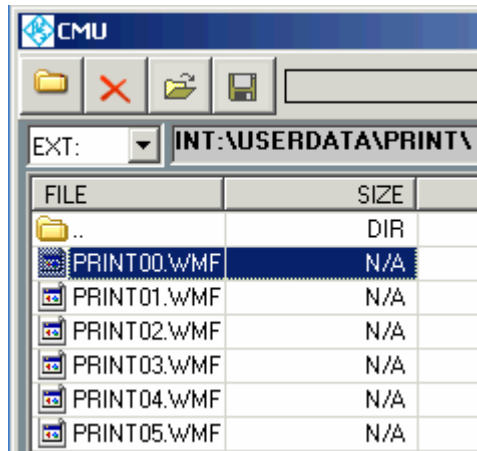 CMU
EXT: INT:\USERDATA\PRINT\
FILE SIZE
.. DIR
PRINT00.WMF N/A
PRINT01.WMF N/A
PRINT02.WMF N/A
PRINT03.WMF N/A
PRINT04.WMF N/A
PRINT05.WMF N/A